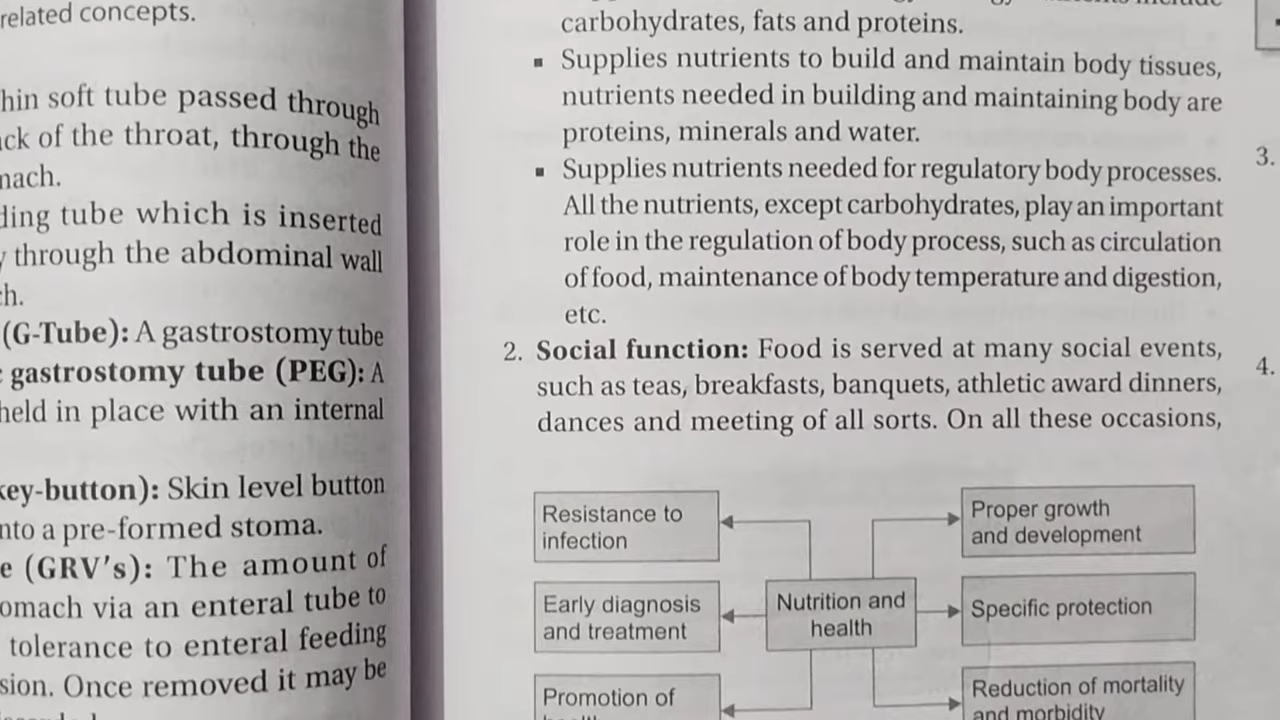 related concepts.
hin soft tube passed through
ck of the throat, through the
nach.
ding tube which is inserted
through the abdominal wall
h.
(G-Tube): A gastrostomy tube
gastrostomy tube (PEG): A
held in place with an internal
key-button): Skin level button
nto a pre-formed stoma.
e (GRV's): The amount of
omach via an enteral tube to
tolerance to enteral feeding
sion. Once removed it may be
carbohydrates, fats and proteins.
▪ Supplies nutrients to build and maintain body tissues,
nutrients needed in building and maintaining body are
proteins, minerals and water.
▪ Supplies nutrients needed for regulatory body processes.
All the nutrients, except carbohydrates, play an important
role in the regulation of body process, such as circulation
of food, maintenance of body temperature and digestion,
etc.
2. Social function: Food is served at many social events,
such as teas, breakfasts, banquets, athletic award dinners,
dances and meeting of all sorts. On all these occasions,
Resistance to
infection
Early diagnosis
and treatment
Promotion of
Nutrition and
health
Proper growth
and development
Specific protection
Reduction of mortality
and morbidity
3.
4.